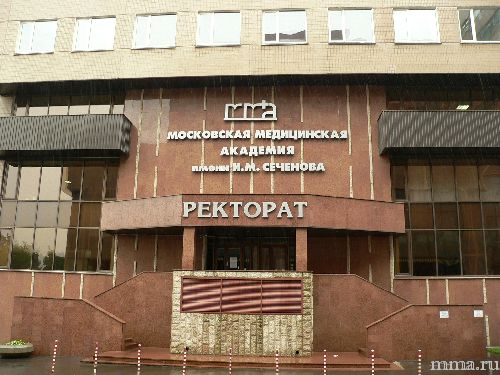 mma
МОСКОВСКАЯ МЕДИЦИНСКАЯ
АКАДЕМИЯ
ИМЕНИ И.М. СЕЧЕНОВА
РЕКТОРАТ
mma.ru